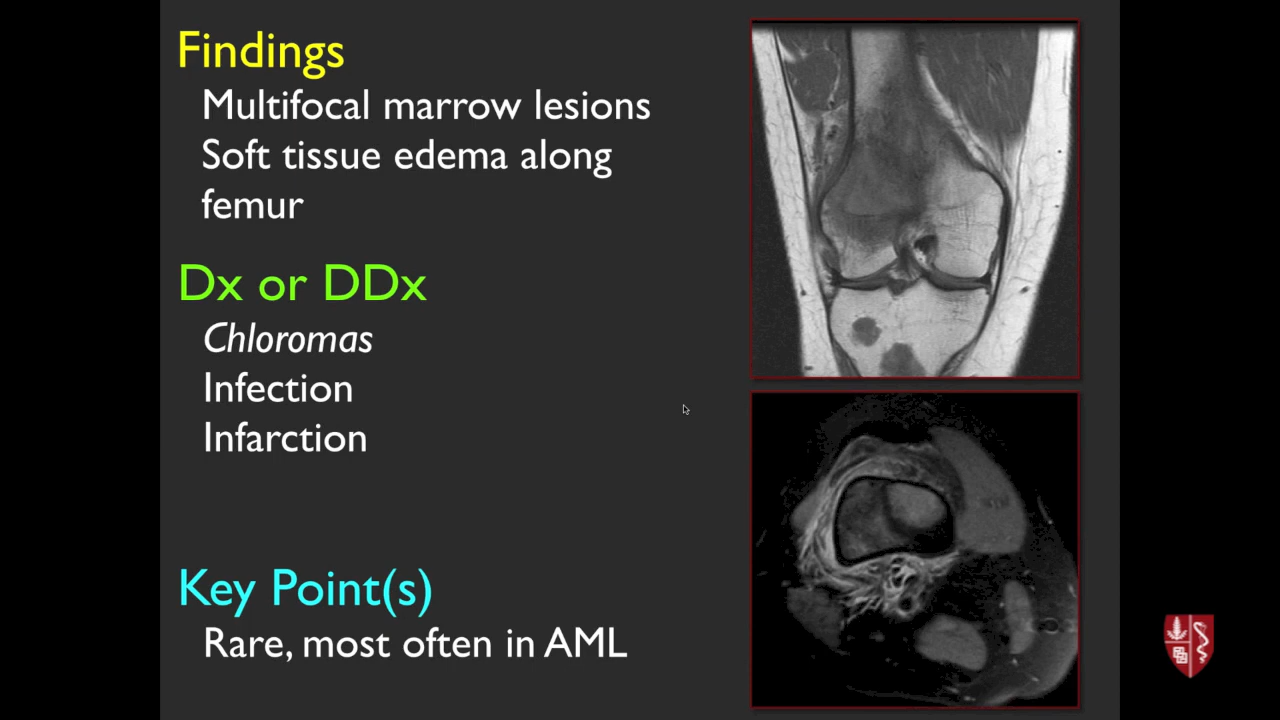 Findings
Multifocal marrow lesions
Soft tissue edema along
femur
Dx or DDx
Chloromas
Infection
Infarction
Key Point(s)
Rare, most often in AML